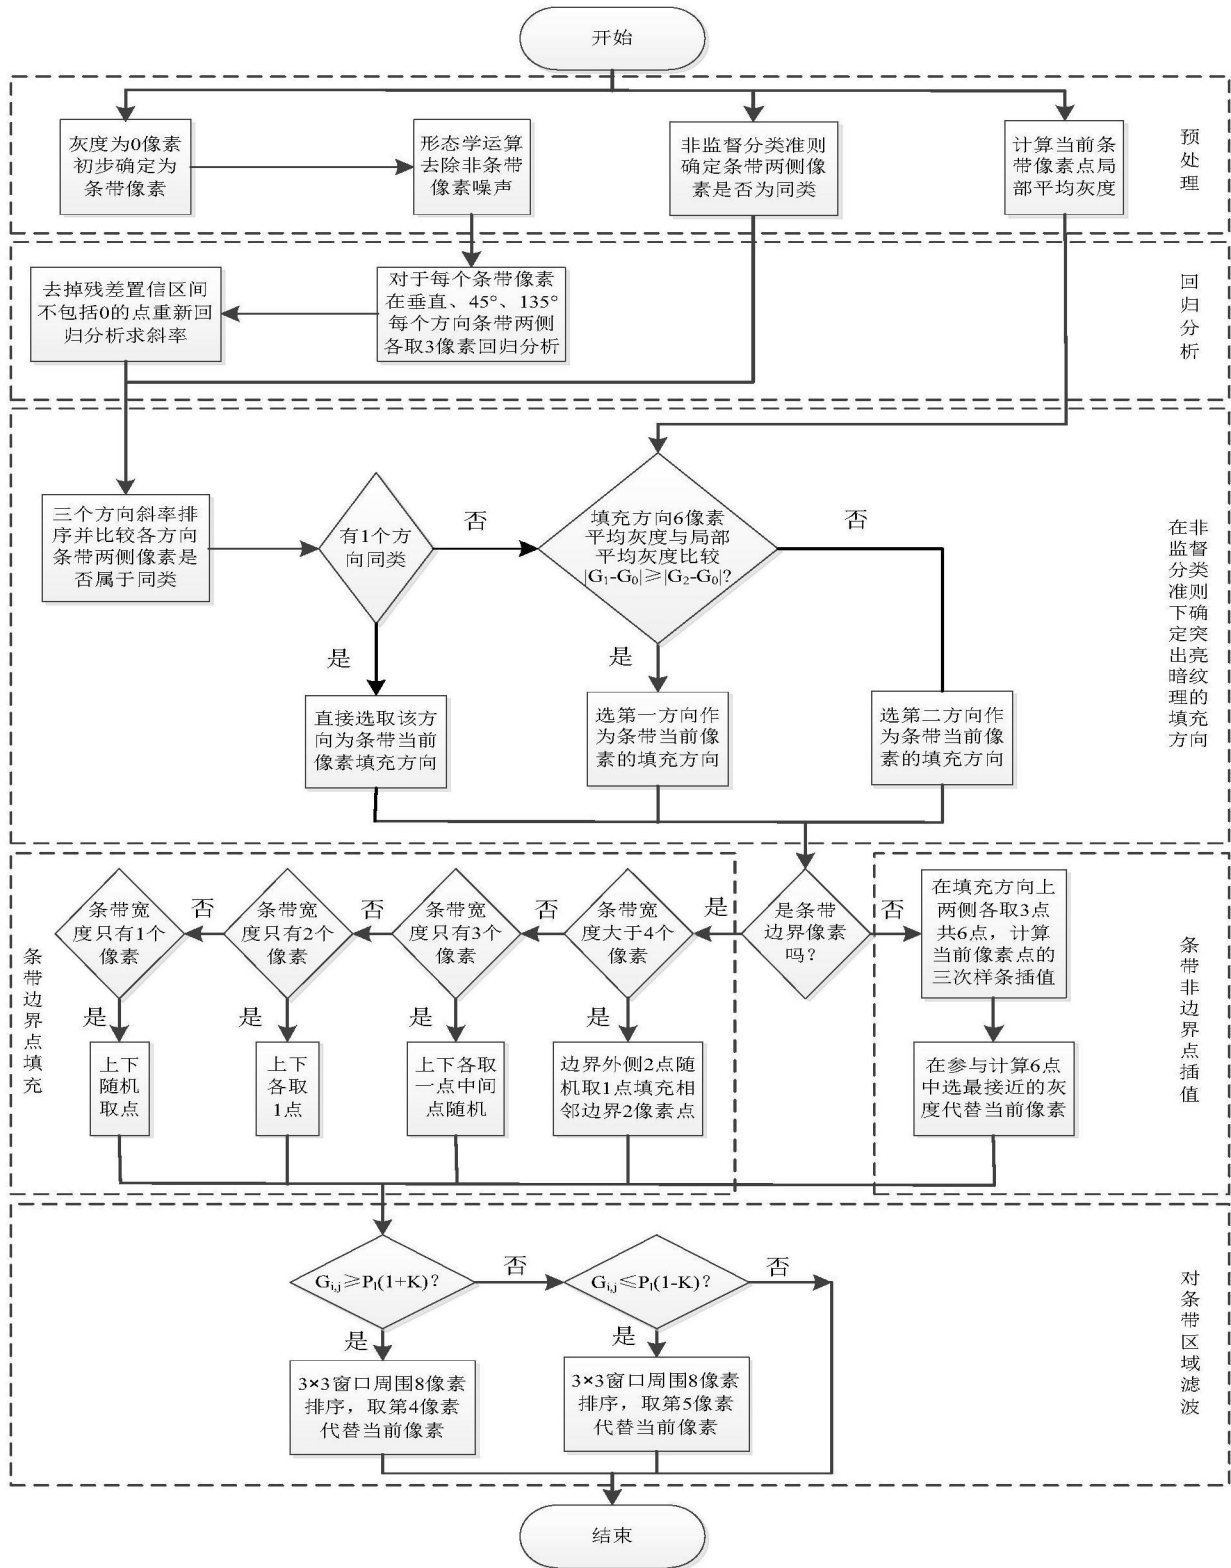 开始
灰度为0像素
初步确定为
条带像素
形态学运算
去除非条带
像素噪声
非监督分类准则
确定条带两侧像
素是否为同类
计算当前条
带像素点局
部平均灰度
预处理
去掉残差置信区间
不包括0的点重新回
归分析求斜率
对于每个条带像素
在垂直、45°、135°
每个方向条带两侧
各取3像素回归分析
回归分析
三个方向斜率排
序并比较各方向
条带两侧像素是
否属于同类
有1个方
向同类
否
填充方向6像素
平均灰度与局部
平均灰度比较
|G₁-G₀|≥|G₂-G₀|?
否
是
是
直接选取该方
向为条带当前
像素填充方向
选第一方向作
为条带当前像
素的填充方向
选第二方向作
为条带当前像
素的填充方向
在非监督分类准则下确定突出亮暗纹理的填充方向
条带宽
度只有1个
像素
否
条带宽
度只有2个
像素
否
条带宽
度只有3个
像素
否
条带宽
度大于4个
像素
是
是条带
边界像素
吗?
否
在填充方向上
两侧各取3点
共6点，计算
当前像素点的
三次样条插值
是
是
是
是
上下
随机
取点
上下
各取
1点
上下各取
一点中间
点随机
边界外侧2点随
机取1点填充相
邻边界2像素点
在参与计算6点
中选最接近的灰
度代替当前像素
条带边界点填充
条带非边界点插值
G_{i,j}≥P_l(1+K)?
否
G_{i,j}≤P_l(1-K)?
否
是
是
3×3窗口周围8像素
排序，取第4像素
代替当前像素
3×3窗口周围8像素
排序，取第5像素
代替当前像素
对条带区域滤波
结束